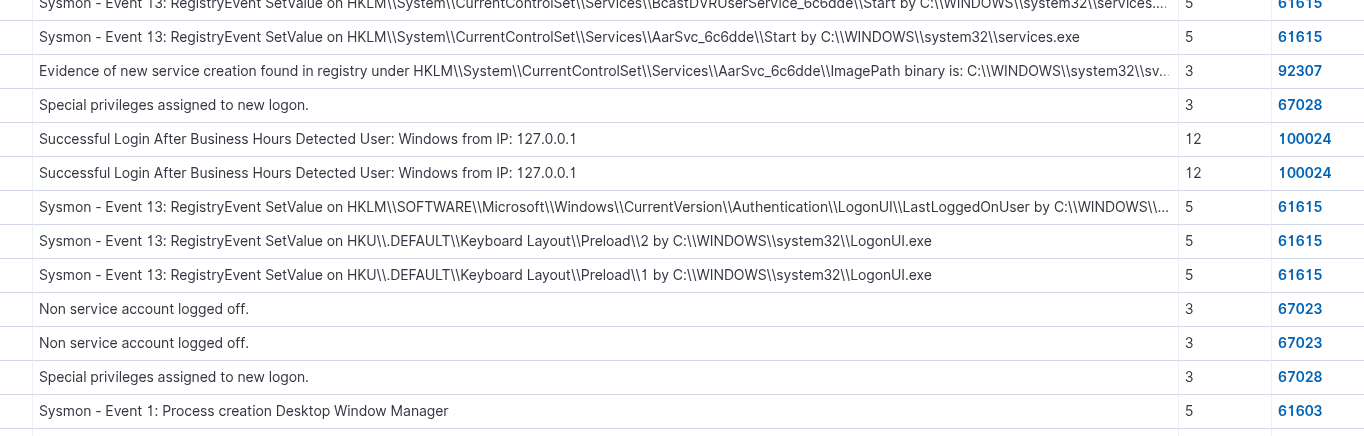 Sysmon - Event 13: RegistryEvent SetValue on HKLM\\System\\CurrentControlSet\\Services\\BcastDVRUserService_6c6dde\\Start by C:\\WINDOWS\\system32\\services.... 5 61615
Sysmon - Event 13: RegistryEvent SetValue on HKLM\\System\\CurrentControlSet\\Services\\AarSvc_6c6dde\\Start by C:\\WINDOWS\\system32\\services.exe 5 61615
Evidence of new service creation found in registry under HKLM\\System\\CurrentControlSet\\Services\\AarSvc_6c6dde\\ImagePath binary is: C:\\WINDOWS\\system32\\sv... 3 92307
Special privileges assigned to new logon. 3 67028
Successful Login After Business Hours Detected User: Windows from IP: 127.0.0.1 12 100024
Successful Login After Business Hours Detected User: Windows from IP: 127.0.0.1 12 100024
Sysmon - Event 13: RegistryEvent SetValue on HKLM\\SOFTWARE\\Microsoft\\Windows\\CurrentVersion\\Authentication\\LogonUI\\LastLoggedOnUser by C:\\WINDOWS\\... 5 61615
Sysmon - Event 13: RegistryEvent SetValue on HKU\\.DEFAULT\\Keyboard Layout\\Preload\\2 by C:\\WINDOWS\\system32\\LogonUI.exe 5 61615
Sysmon - Event 13: RegistryEvent SetValue on HKU\\.DEFAULT\\Keyboard Layout\\Preload\\1 by C:\\WINDOWS\\system32\\LogonUI.exe 5 61615
Non service account logged off. 3 67023
Non service account logged off. 3 67023
Special privileges assigned to new logon. 3 67028
Sysmon - Event 1: Process creation Desktop Window Manager 5 61603